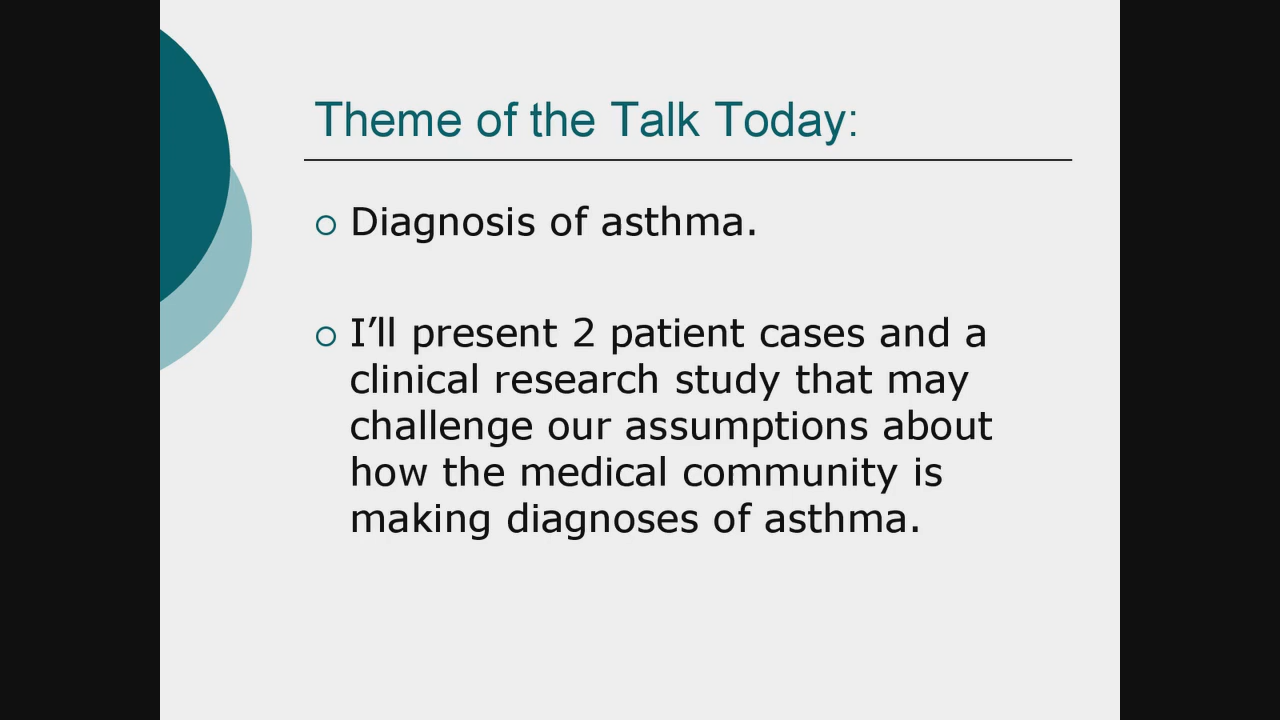 Theme of the Talk Today:
Diagnosis of asthma.
I’ll present 2 patient cases and a
clinical research study that may
challenge our assumptions about
how the medical community is
making diagnoses of asthma.